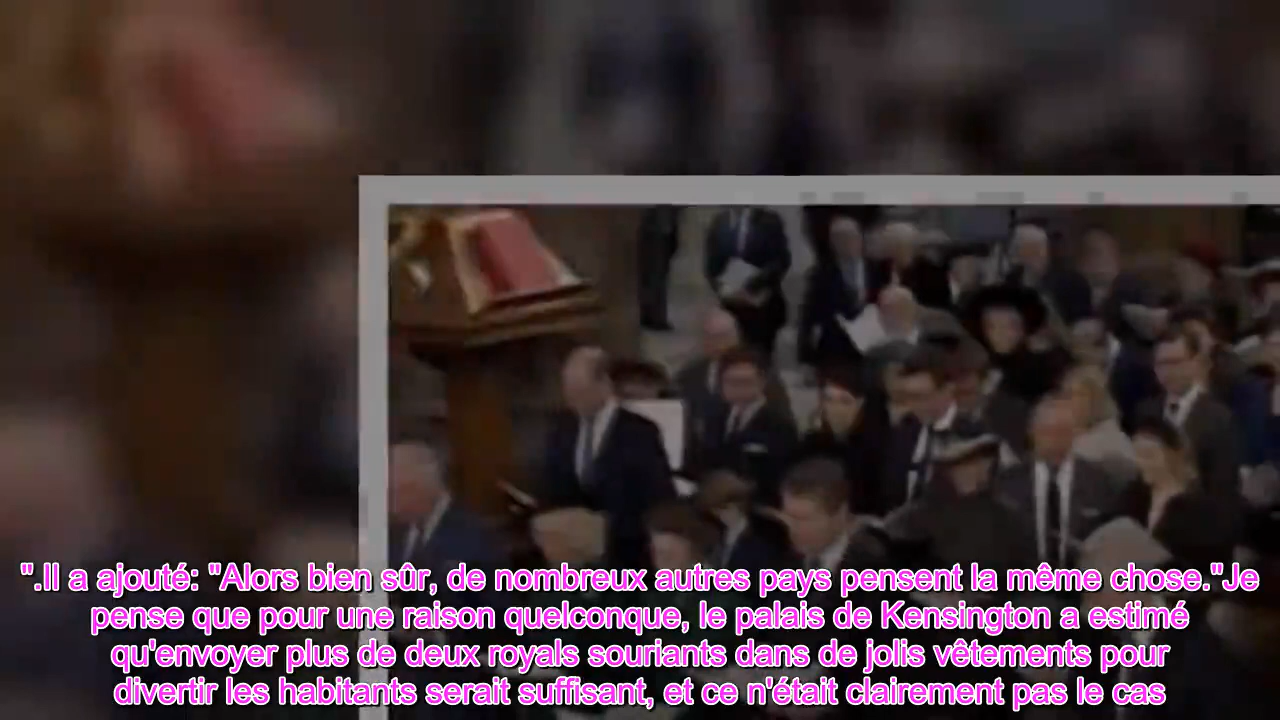 ".Il a ajouté: "Alors bien sûr, de nombreux autres pays pensent la même chose."Je
pense que pour une raison quelconque, le palais de Kensington a estimé
qu'envoyer plus de deux royals souriants dans de jolis vêtements pour
divertir les habitants serait suffisant, et ce n'était clairement pas le cas